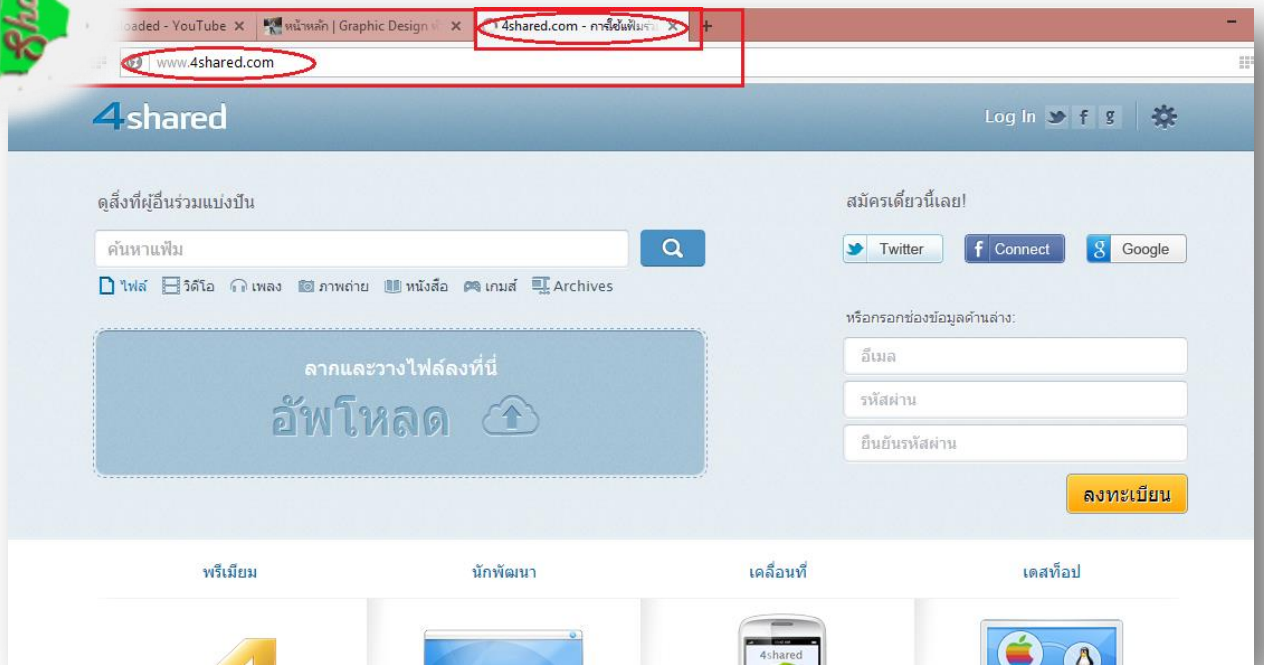 oaded - YouTube
หน้าหลัก | Graphic Design
4shared.com - การใช้แฟ้มร่ว
www.4shared.com
4shared
Log In
ดูสิ่งที่ผู้อื่นร่วมแบ่งปัน
สมัครเดี๋ยวนี้เลย!
ค้นหาแฟ้ม
Twitter
f Connect
g Google
ไฟล์ วิดีโอ เพลง ภาพถ่าย หนังสือ เกมส์ Archives
หรือกรอกช่องข้อมูลด้านล่าง:
อีเมล
ลากและวางไฟล์ลงที่นี่
รหัสผ่าน
อัพโหลด
ยืนยันรหัสผ่าน
ลงทะเบียน
พรีเมียม นักพัฒนา เคลื่อนที่ เดสก์ท็อป
4shared